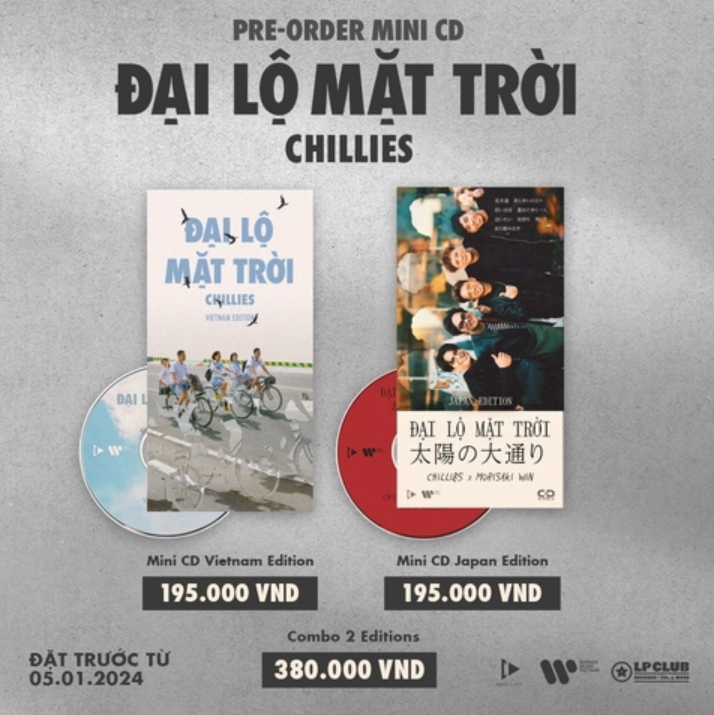 PRE-ORDER MINI CD
ĐẠI LỘ MẶT TRỜI
CHILLIES
ĐẠI LỘ
MẶT TRỜI
CHILLIES
VIETNAM EDITION
ĐẠI L
JAPAN EDITION
ĐẠI LỘ MẶT TRỜI
太陽の大通り
CHILLIES x MORISAKI WIN
Mini CD Vietnam Edition
195.000 VND
Mini CD Japan Edition
195.000 VND
Combo 2 Editions
380.000 VND
ĐẶT TRƯỚC TỪ
05.01.2024
LP CLUB